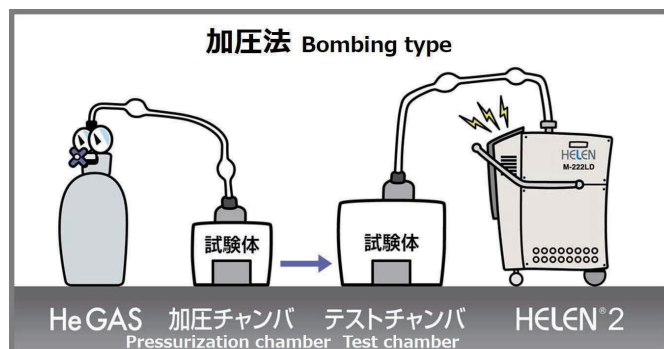 加圧法 Bombing type
HELEN
M-222LD
試験体
試験体
He GAS 加圧チャンバ テストチャンバ HELEN®2
Pressurization chamber Test chamber